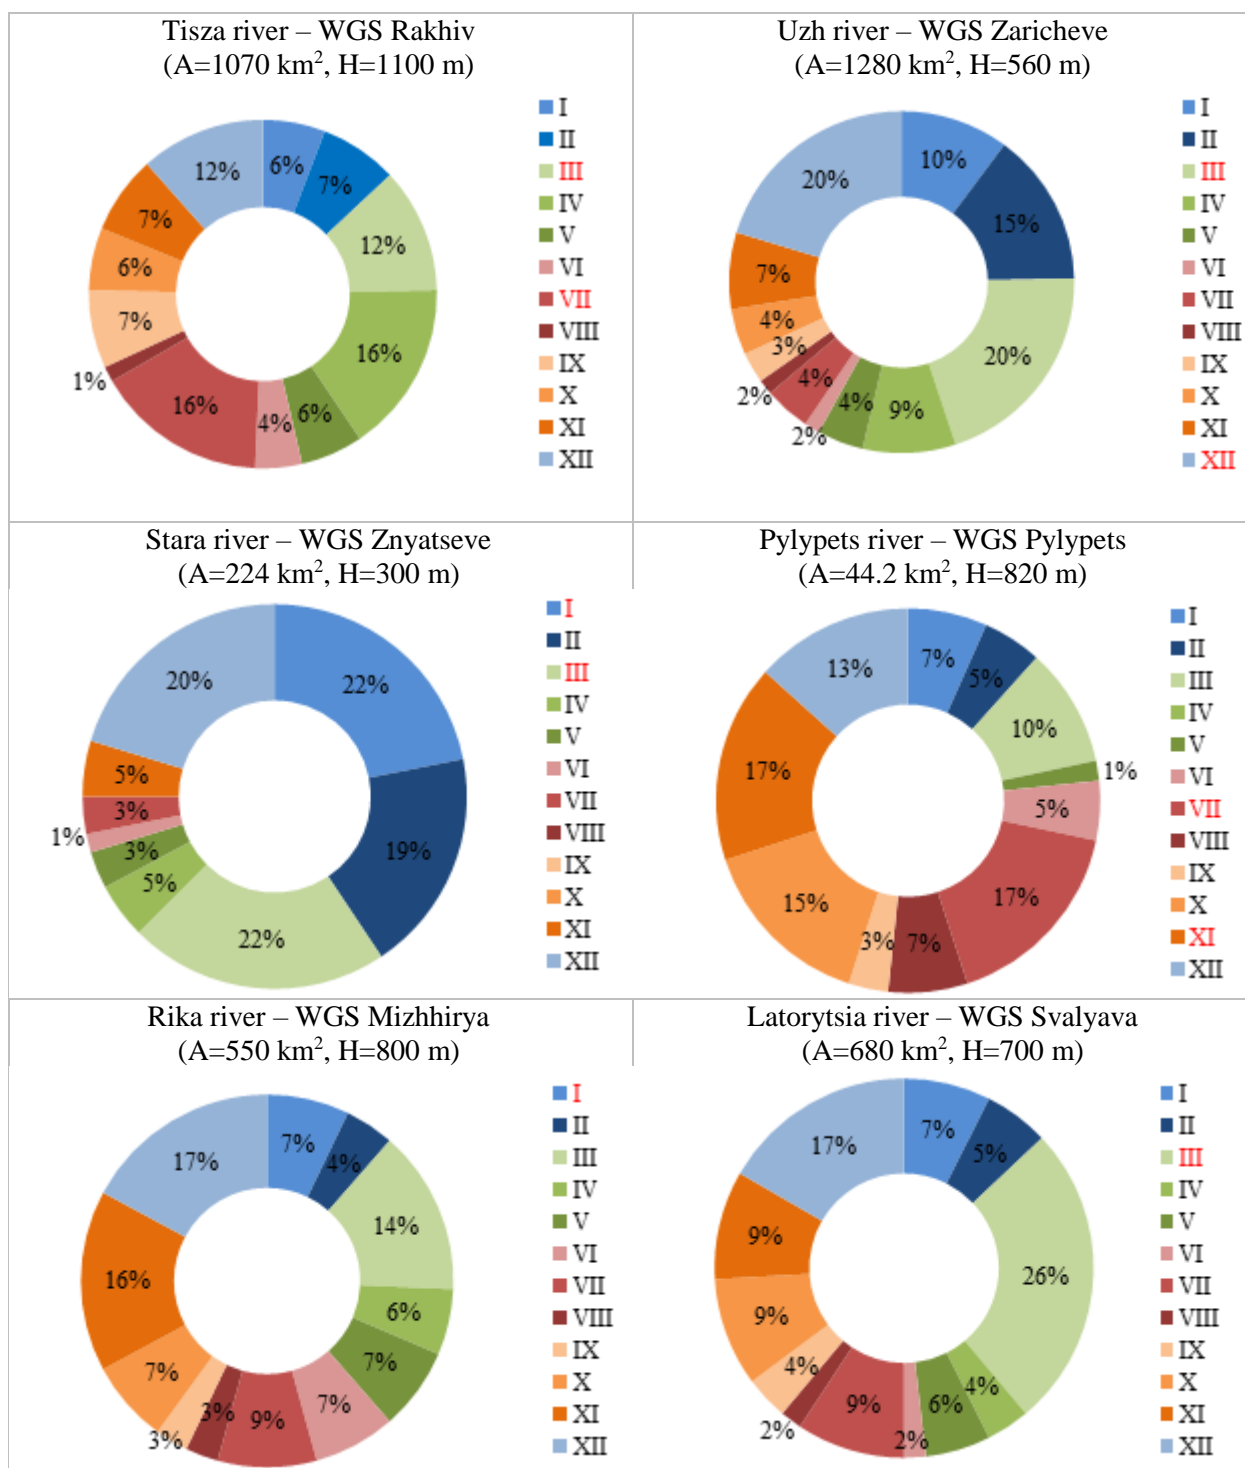 Tisza river – WGS Rakhiv
(A=1070 km², H=1100 m)
6%
7%
12%
16%
6%
4%
16%
1%
7%
6%
7%
12%
I
II
III
IV
V
VI
VII
VIII
IX
X
XI
XII
Uzh river – WGS Zaricheve
(A=1280 km², H=560 m)
10%
15%
20%
9%
4%
2%
4%
2%
3%
4%
7%
20%
I
II
III
IV
V
VI
VII
VIII
IX
X
XI
XII
Stara river – WGS Znyatseve
(A=224 km², H=300 m)
22%
19%
22%
5%
3%
1%
3%
5%
20%
I
II
III
IV
V
VI
VII
VIII
IX
X
XI
XII
Pylypets river – WGS Pylypets
(A=44.2 km², H=820 m)
7%
5%
10%
1%
5%
17%
7%
3%
15%
17%
13%
I
II
III
IV
V
VI
VII
VIII
IX
X
XI
XII
Rika river – WGS Mizhhirya
(A=550 km², H=800 m)
7%
4%
14%
6%
7%
7%
9%
3%
3%
7%
16%
17%
I
II
III
IV
V
VI
VII
VIII
IX
X
XI
XII
Latorytsia river – WGS Svalyava
(A=680 km², H=700 m)
7%
5%
26%
4%
6%
2%
9%
2%
4%
9%
9%
17%
I
II
III
IV
V
VI
VII
VIII
IX
X
XI
XII